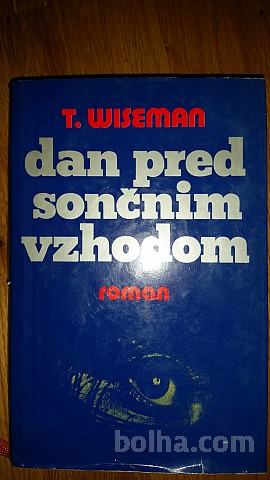 T. WISEMAN
dan pred
sončnim
vzhodom
roman
bolha.com